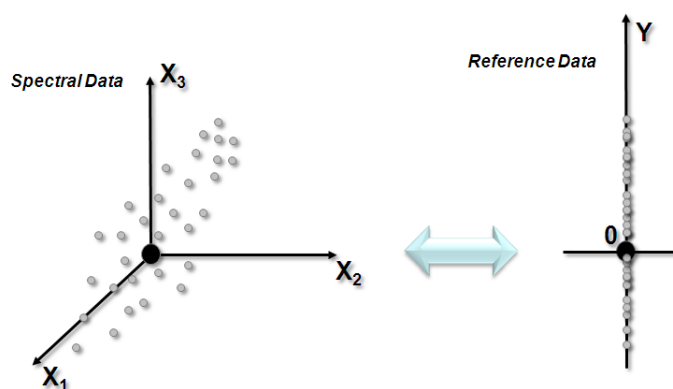 Spectral Data
X₃
X₂
X₁
Reference Data
Y
0